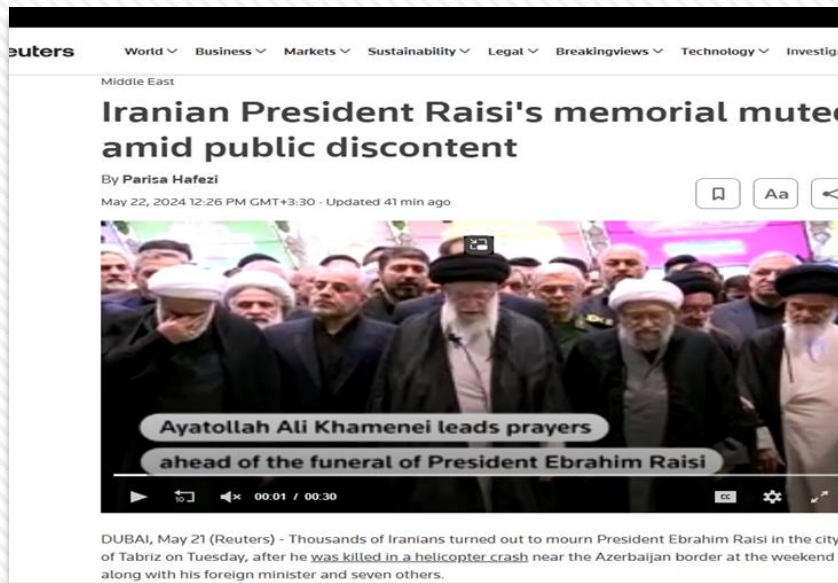 euters World Business Markets Sustainability Legal Breakingviews Technology Investig
Middle East
Iranian President Raisi's memorial mute
amid public discontent
By Parisa Hafezi
May 22, 2024 12:26 PM GMT+3:30 · Updated 41 min ago
Aa
Ayatollah Ali Khamenei leads prayers
ahead of the funeral of President Ebrahim Raisi
10 00:01 / 00:30 CC
DUBAI, May 21 (Reuters) - Thousands of Iranians turned out to mourn President Ebrahim Raisi in the city
of Tabriz on Tuesday, after he was killed in a helicopter crash near the Azerbaijan border at the weekend
along with his foreign minister and seven others.